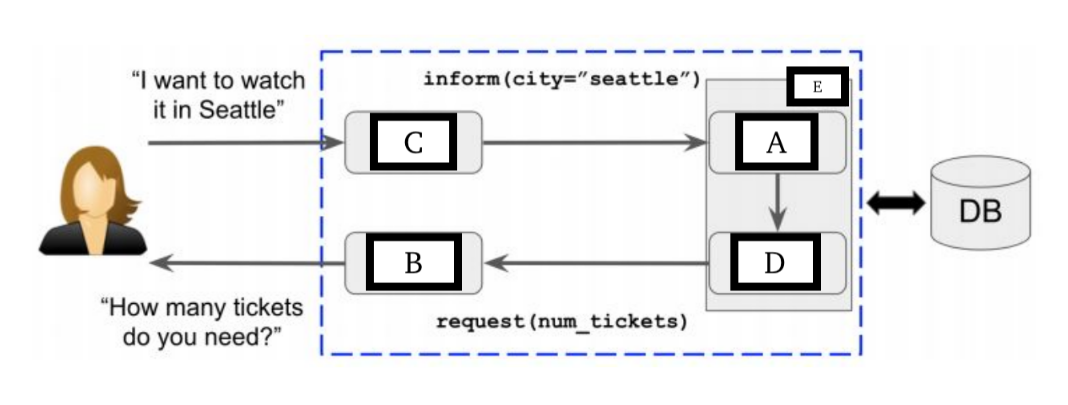 “I want to watch
it in Seattle”
inform(city=”seattle”)
E
C
A
DB
B
D
“How many tickets
do you need?”
request(num_tickets)